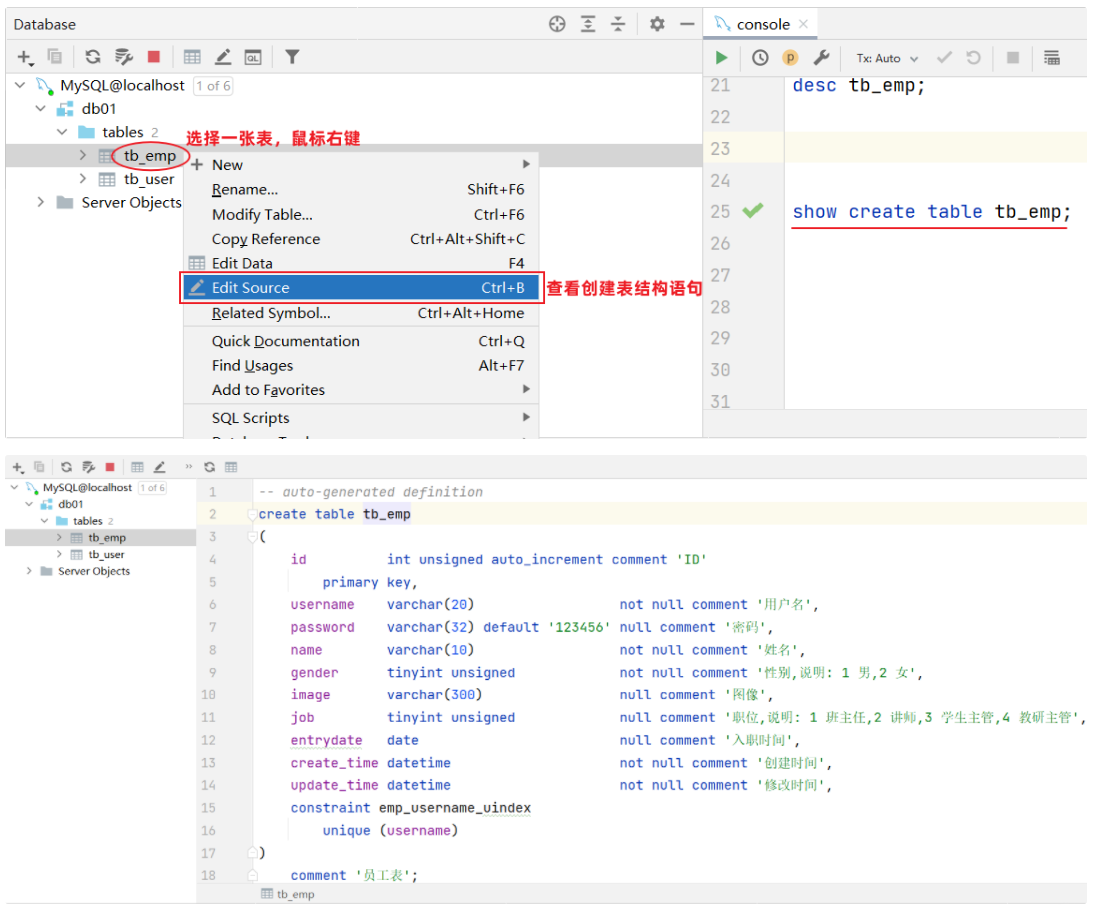 Database
MySQL@localhost 1 of 6
db01
tables 2
选择一张表，鼠标右键
tb_emp
tb_user
Server Objects
New
Rename... Shift+F6
Modify Table... Ctrl+F6
Copy Reference Ctrl+Alt+Shift+C
Edit Data F4
Edit Source Ctrl+B
查看创建表结构语句
Related Symbol... Ctrl+Alt+Home
Quick Documentation Ctrl+Q
Find Usages Alt+F7
Add to Favorites
SQL Scripts
console
Tx: Auto
21 desc tb_emp;
22
23
24
25 show create table tb_emp;
26
27
28
29
30
31
MySQL@localhost 1 of 6
db01
tables 2
tb_emp
tb_user
Server Objects
1 -- auto-generated definition
2 create table tb_emp
3 (
4 id int unsigned auto_increment comment 'ID'
5 primary key,
6 username varchar(20) not null comment '用户名',
7 password varchar(32) default '123456' null comment '密码',
8 name varchar(10) not null comment '姓名',
9 gender tinyint unsigned not null comment '性别,说明: 1 男,2 女',
10 image varchar(300) null comment '图像',
11 job tinyint unsigned null comment '职位,说明: 1 班主任,2 讲师,3 学生主管,4 教研主管',
12 entrydate date null comment '入职时间',
13 create_time datetime not null comment '创建时间',
14 update_time datetime not null comment '修改时间',
15 constraint emp_username_uindex
16 unique (username)
17 )
18 comment '员工表';
tb_emp